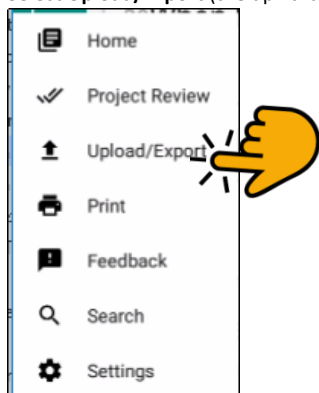 Home
Project Review
Upload/Export
Print
Feedback
Search
Settings